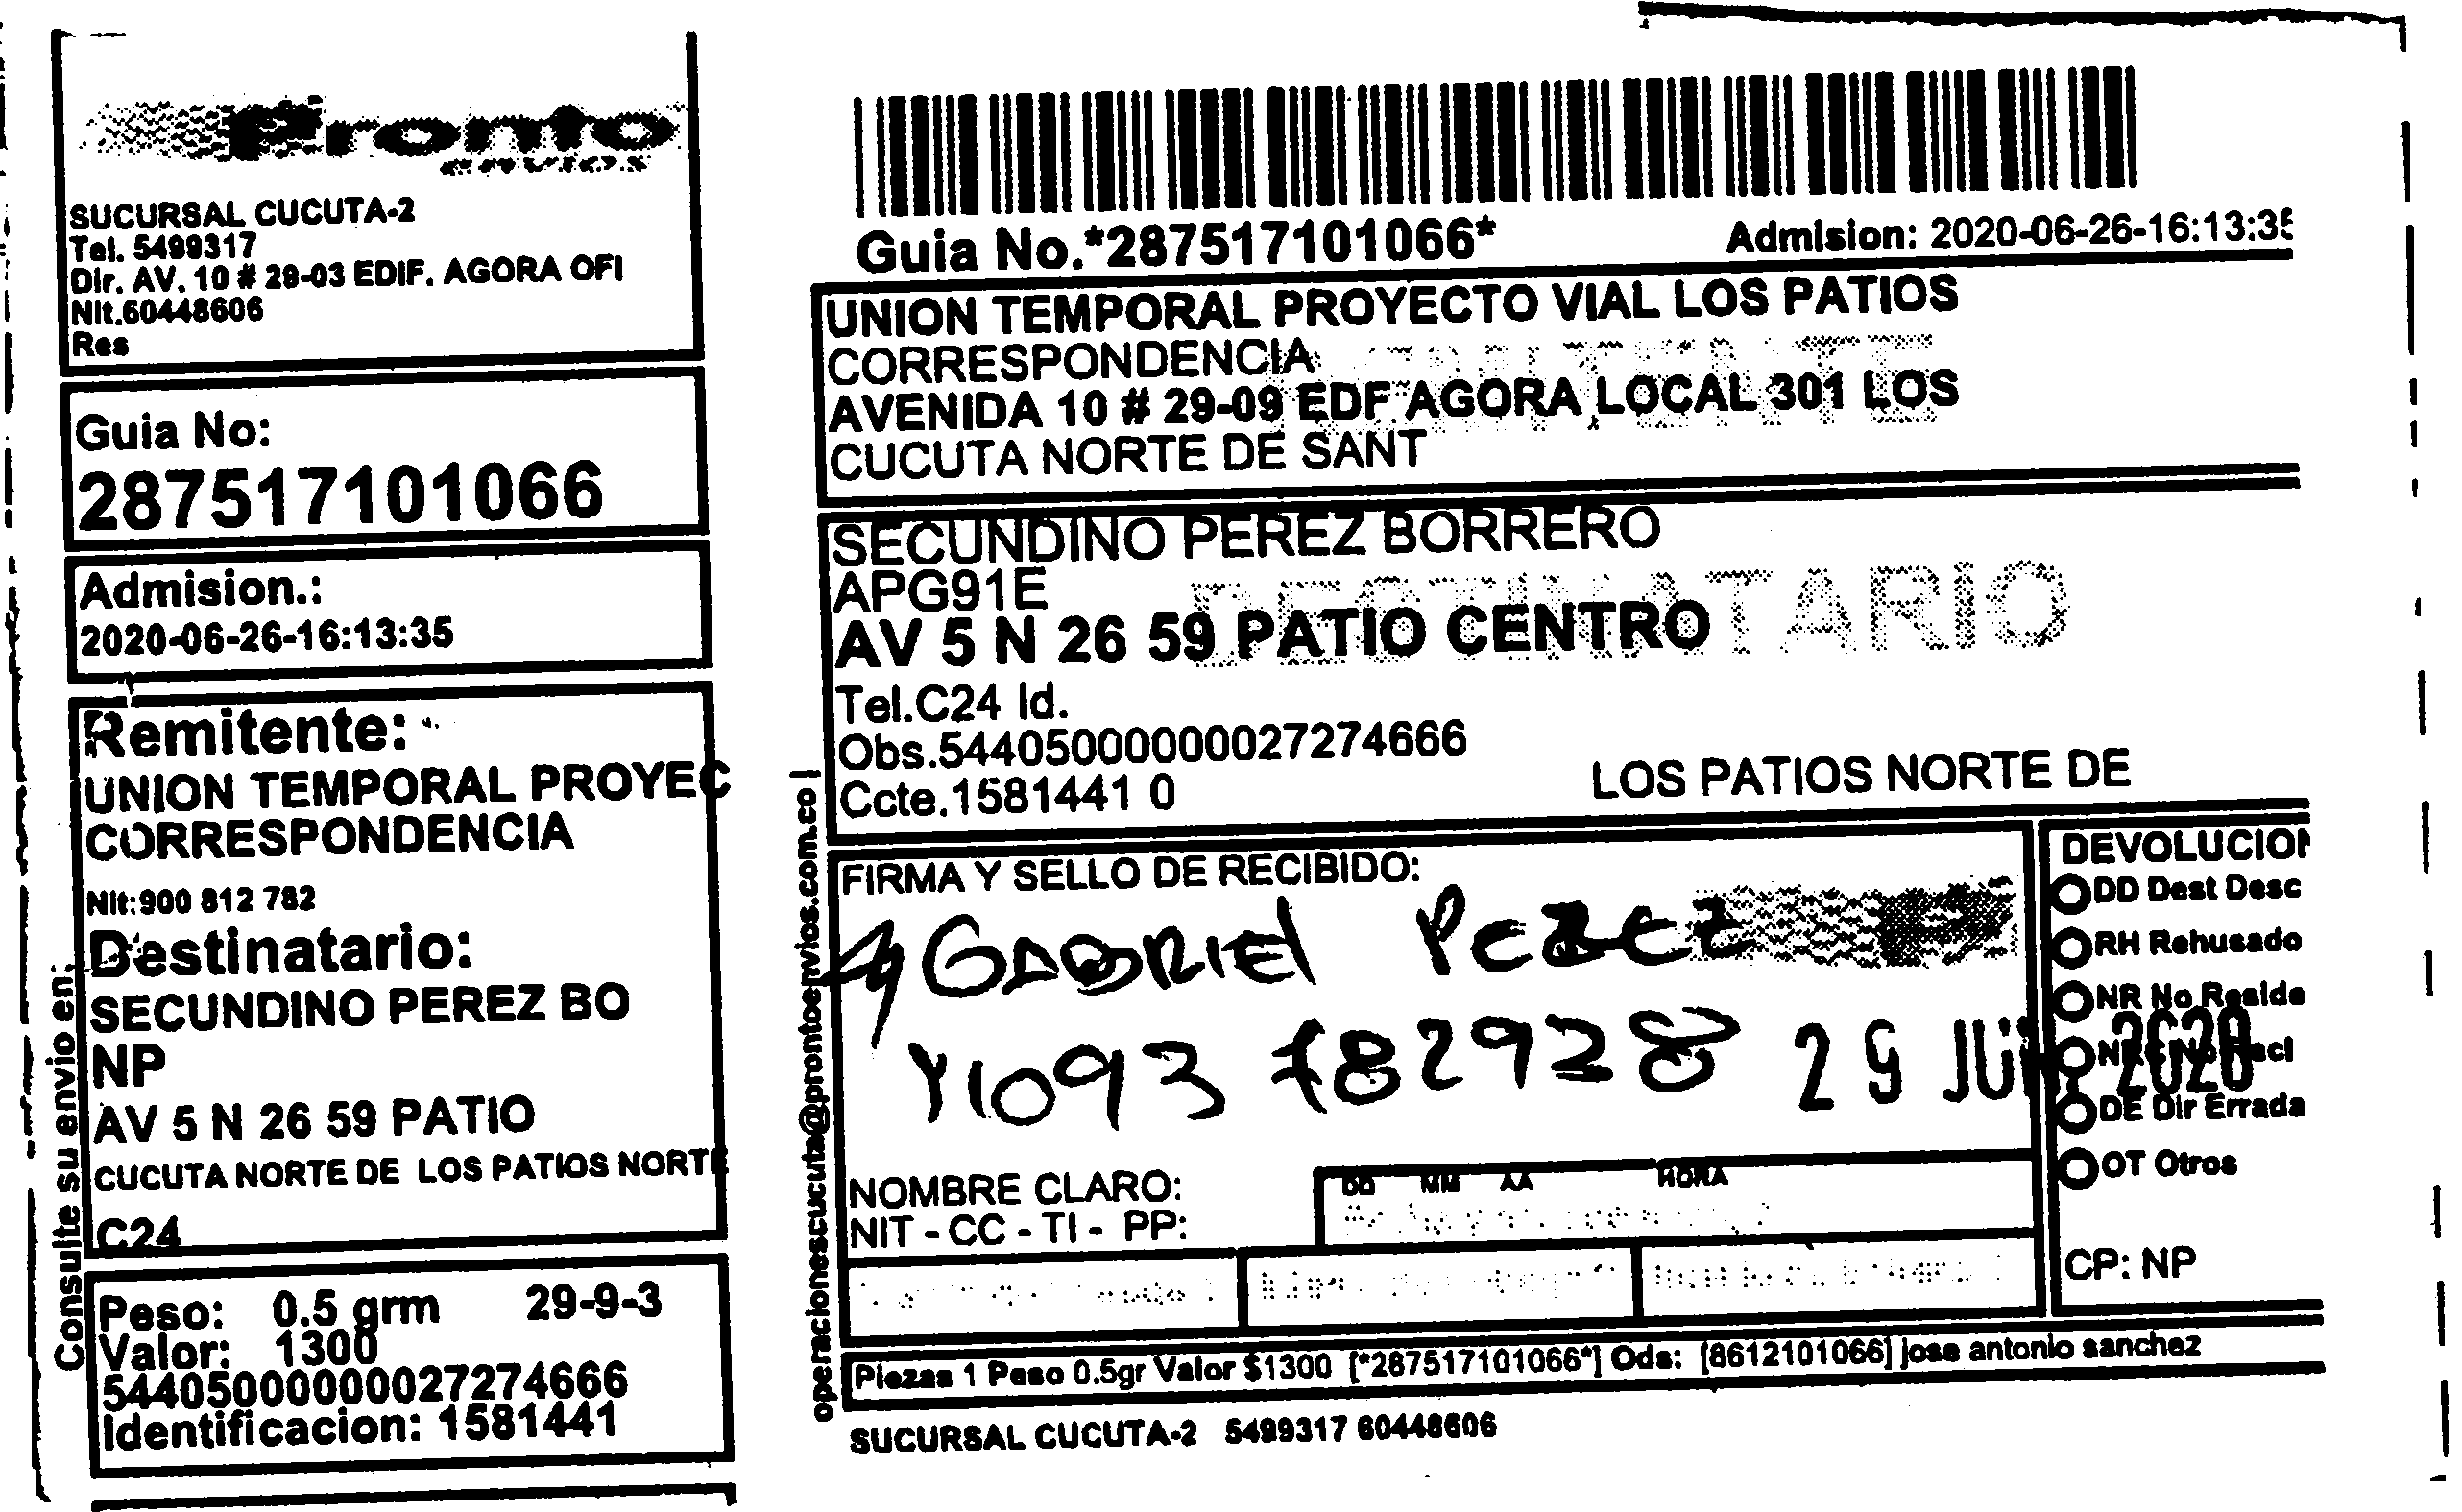 Pronto
envios
SUCURSAL CUCUTA-2
Tel. 5499317
Dir. AV. 10 # 28-03 EDIF. AGORA OFI
Nit.60448606
Res
Guia No:
287517101066
Admision.:
2020-06-26-16:13:35
Remitente:
UNION TEMPORAL PROYEC
CORRESPONDENCIA
Nit:900 812 782
Destinatario:
SECUNDINO PEREZ BO
NP
AV 5 N 26 59 PATIO
CUCUTA NORTE DE LOS PATIOS NORTE
C24
Peso: 0.5 grm 29-9-3
Valor: 1300
544050000000027274666
Identificacion: 1581441
Consulte su envio en:
Guia No.*287517101066* Admision: 2020-06-26-16:13:35
UNION TEMPORAL PROYECTO VIAL LOS PATIOS
CORRESPONDENCIA
AVENIDA 10 # 29-09 EDF AGORA LOCAL 301 LOS
CUCUTA NORTE DE SANT
SECUNDINO PEREZ BORRERO
APG91E
DESTINATARIO
AV 5 N 26 59 PATIO CENTRO
Tel.C24 Id.
Obs.544050000000027274666
Ccte.1581441 0 LOS PATIOS NORTE DE
operacionescucuta@prontoenvios.com.co |
FIRMA Y SELLO DE RECIBIDO:
GABRIEL PEREZ
1093 782928 29 JUN 2020
NOMBRE CLARO:
NIT - CC - TI - PP:
DD MM AA HORA
DEVOLUCION
DD Dest Desc
RH Rehusado
NR No Reside
DE Dir Errada
OT Otros
CP: NP
Piezas 1 Peso 0.5gr Valor $1300 [*287517101066*] Ods: [8612101066] jose antonio sanchez
SUCURSAL CUCUTA-2 5499317 60448606